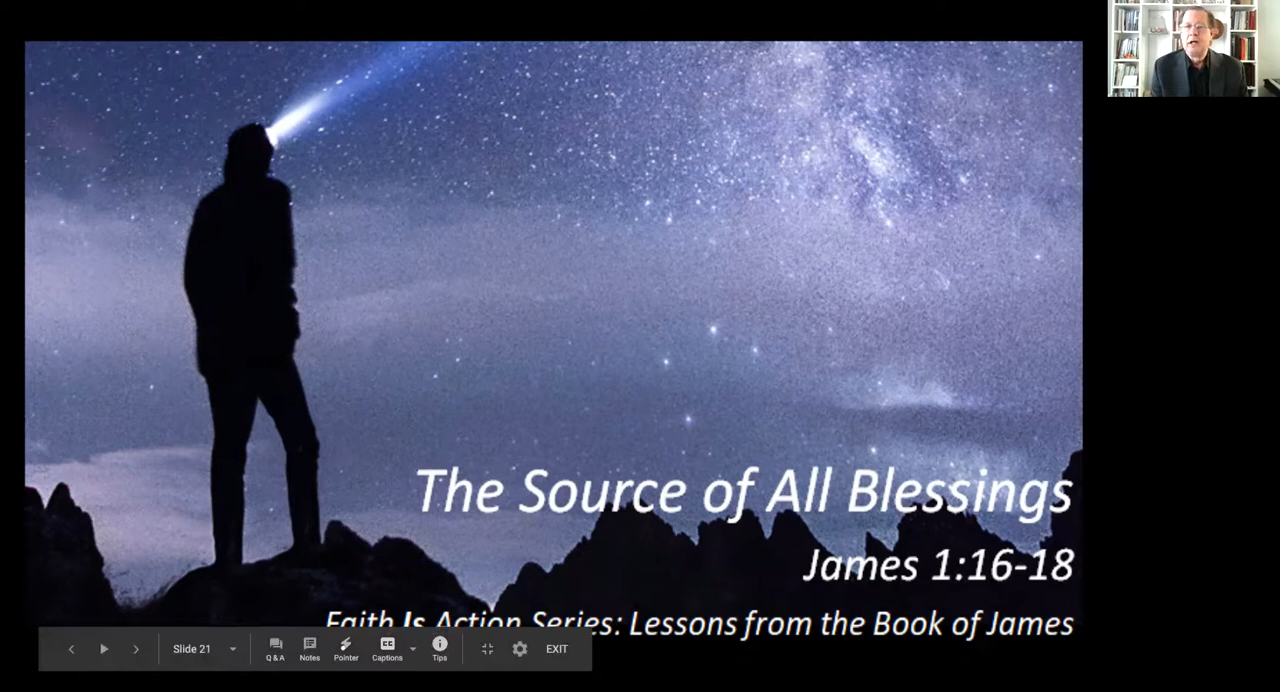 The Source of All Blessings
James 1:16-18
Faith Is Action Series: Lessons from the Book of James
Slide 21
Q & A
Notes
Pointer
CC
Captions
Tips
EXIT